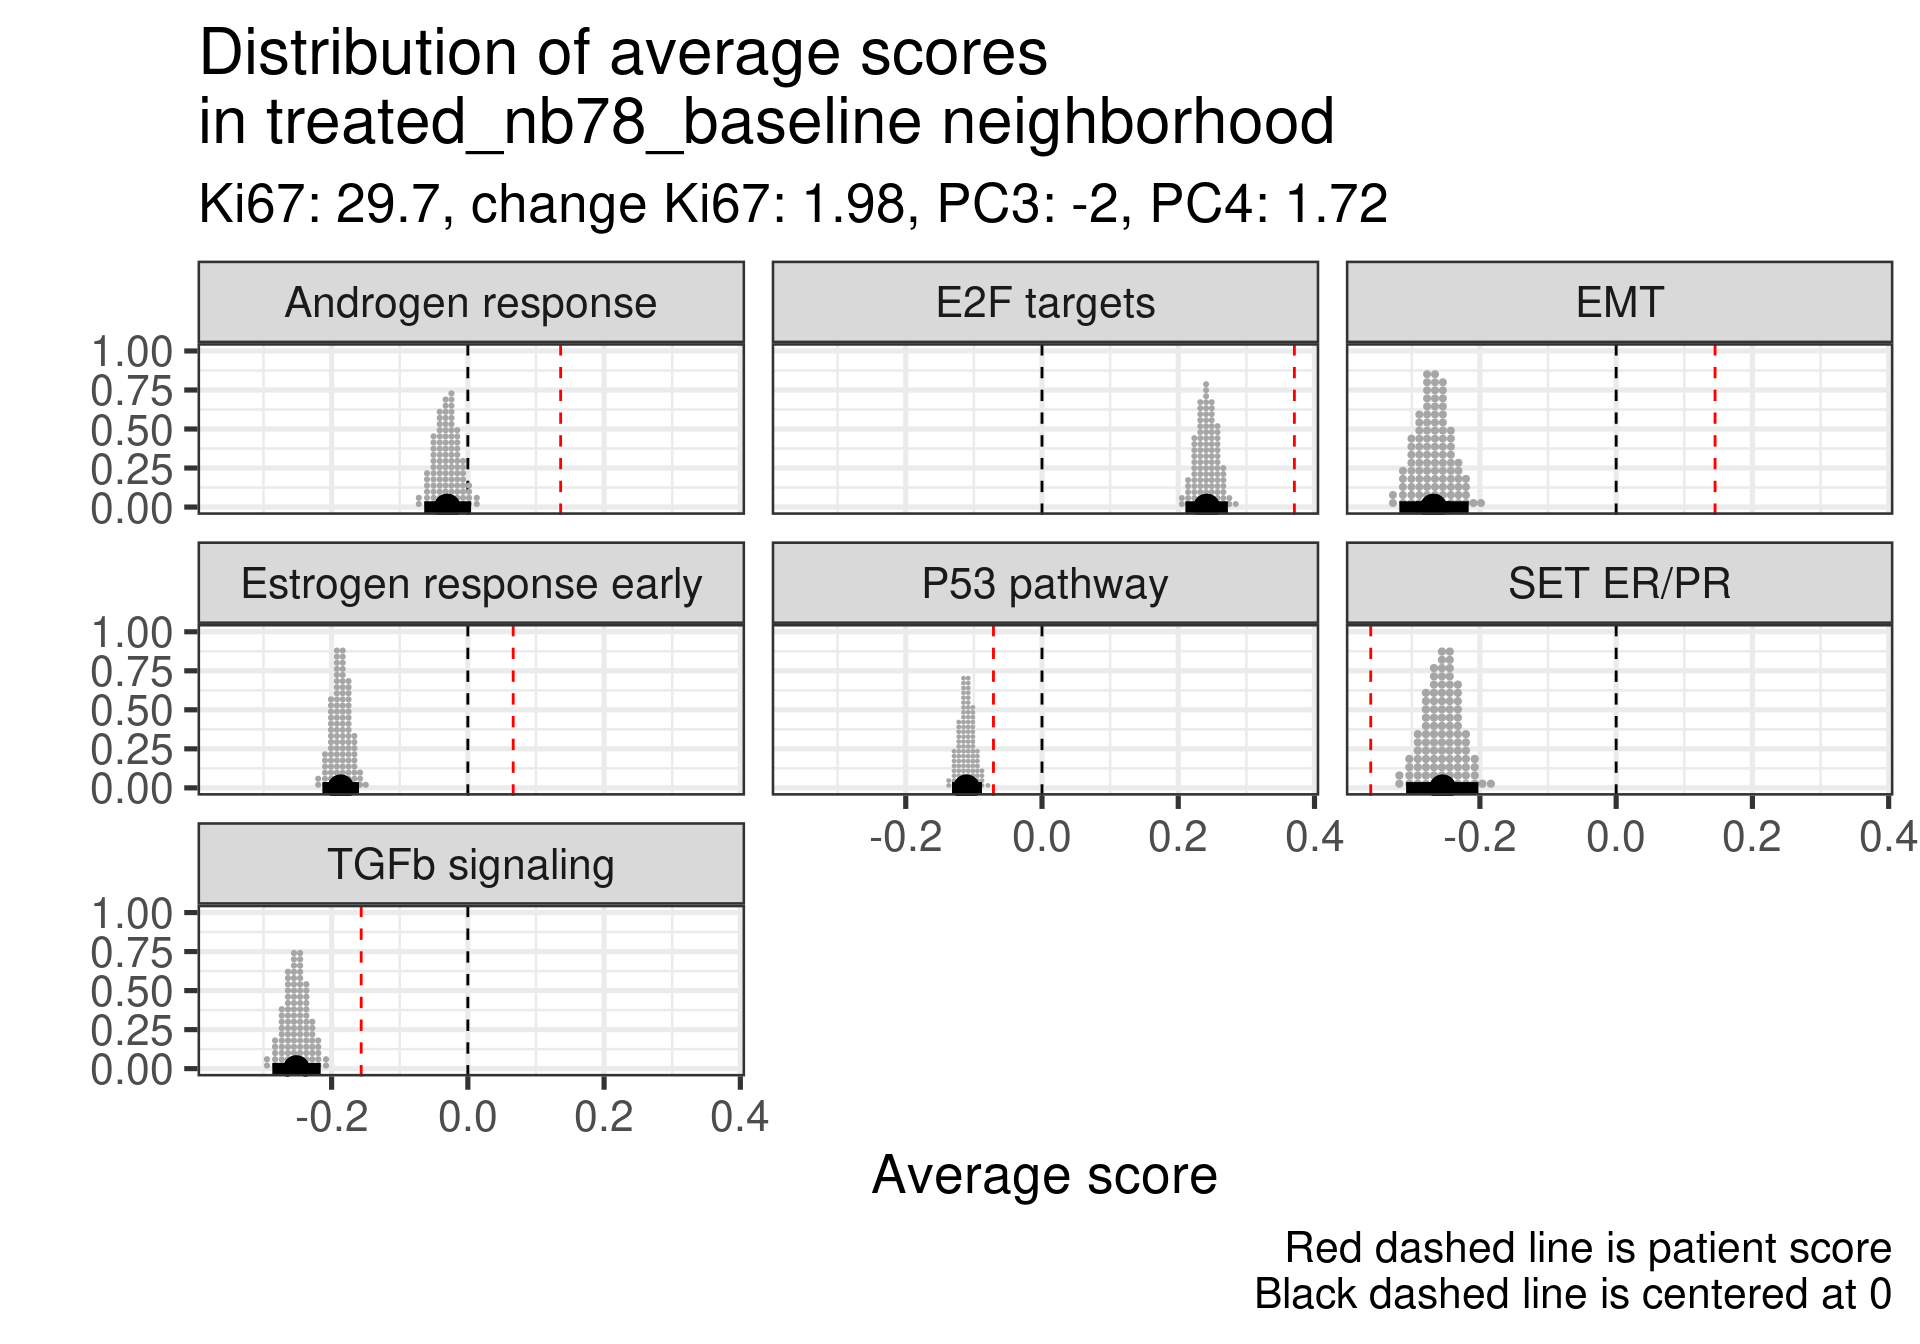 Distribution of average scores
in treated_nb78_baseline neighborhood
Ki67: 29.7, change Ki67: 1.98, PC3: -2, PC4: 1.72
Androgen response
E2F targets
EMT
1.00
0.75
0.50
0.25
0.00
Estrogen response early
P53 pathway
SET ER/PR
1.00
0.75
0.50
0.25
0.00
-0.2 0.0 0.2 0.4
-0.2 0.0 0.2 0.4
TGFb signaling
1.00
0.75
0.50
0.25
0.00
-0.2 0.0 0.2 0.4
Average score
Red dashed line is patient score
Black dashed line is centered at 0